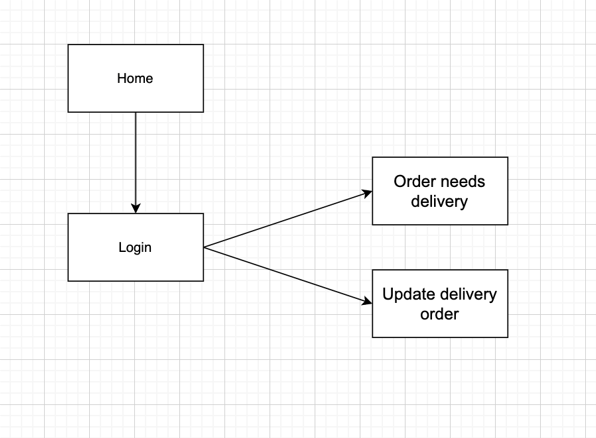 Home
Login
Order needs
delivery
Update delivery
order